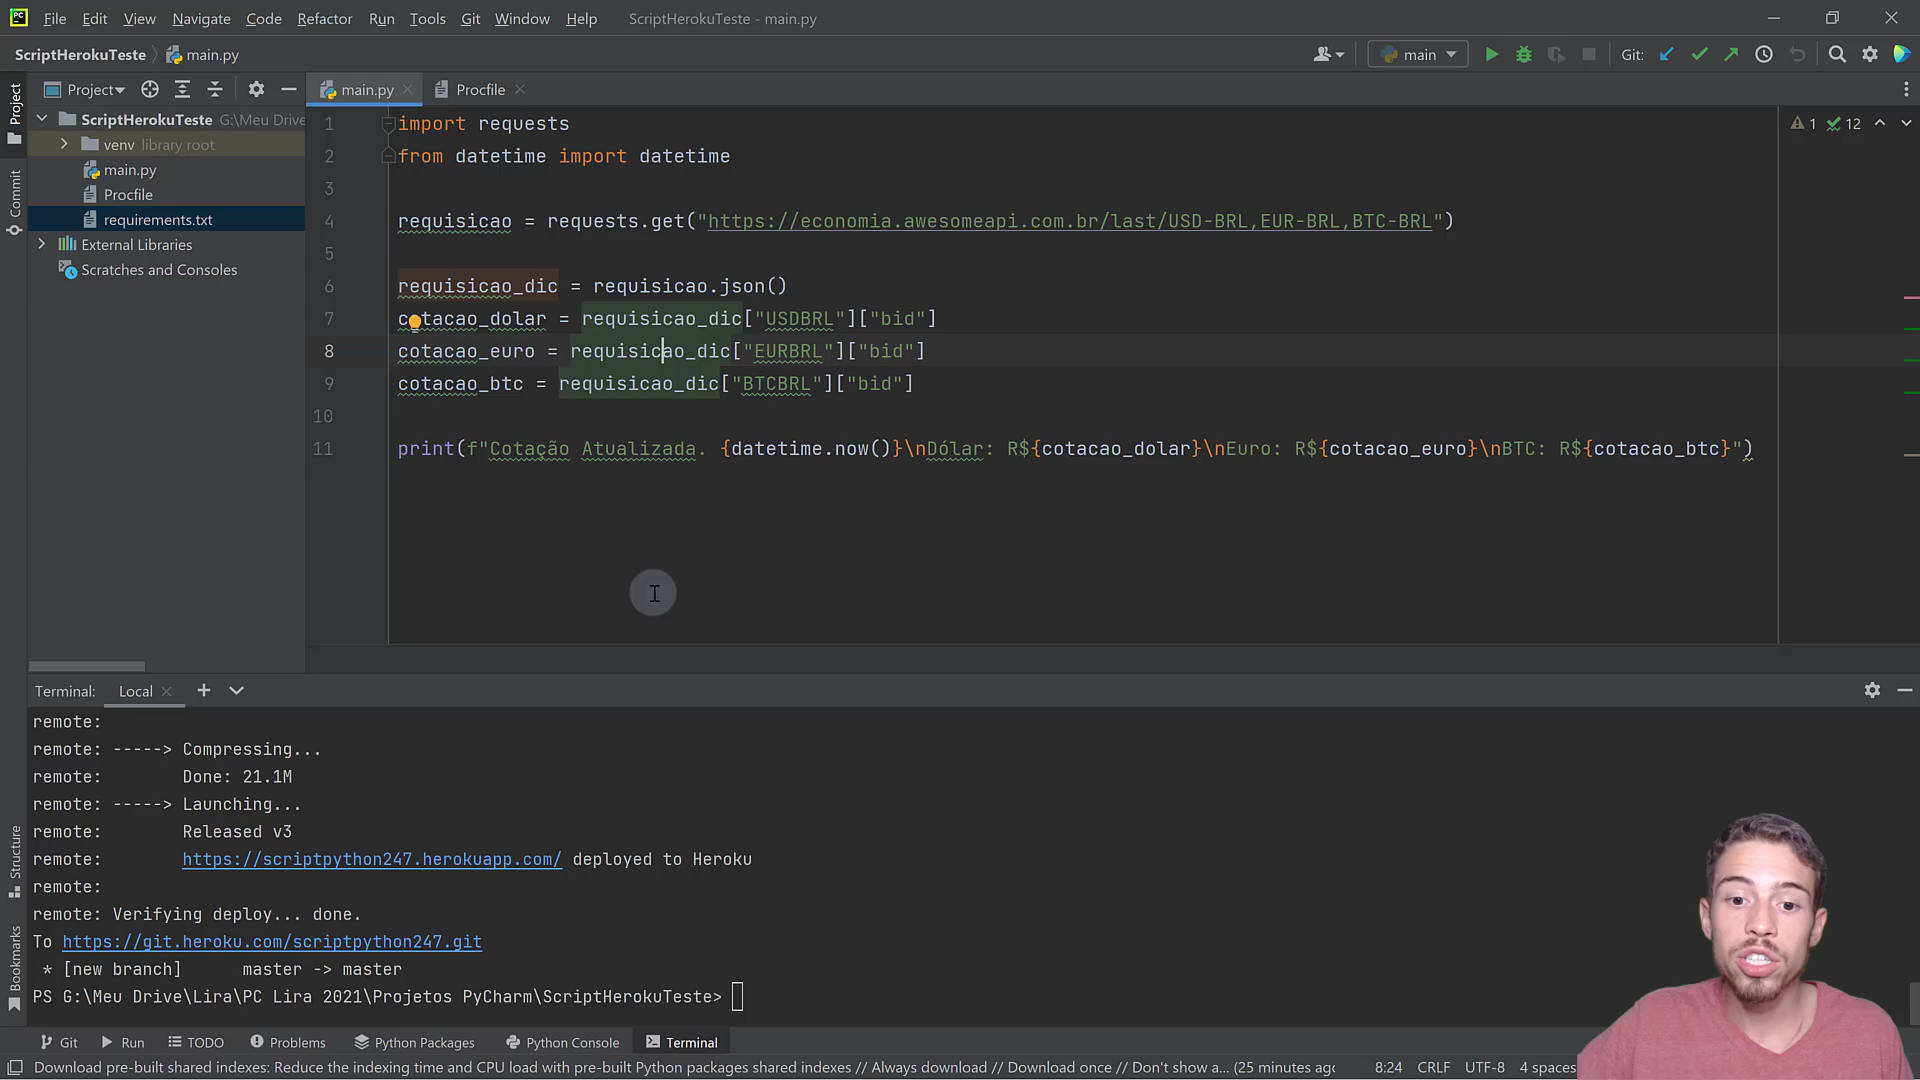 PC File Edit View Navigate Code Refactor Run Tools Git Window Help ScriptHerokuTeste - main.py
ScriptHerokuTeste main.py main Git:
Project main.py Procfile
Project
Commit
Structure
Bookmarks
ScriptHerokuTeste G:\Meu Drive
venv library root
main.py
Procfile
requirements.txt
External Libraries
Scratches and Consoles
1 import requests
2 from datetime import datetime
3
4 requisicao = requests.get("https://economia.awesomeapi.com.br/last/USD-BRL,EUR-BRL,BTC-BRL")
5
6 requisicao_dic = requisicao.json()
7 cotacao_dolar = requisicao_dic["USDBRL"]["bid"]
8 cotacao_euro = requisicao_dic["EURBRL"]["bid"]
9 cotacao_btc = requisicao_dic["BTCBRL"]["bid"]
10
11 print(f"Cotação Atualizada. {datetime.now()}\nDólar: R${cotacao_dolar}\nEuro: R${cotacao_euro}\nBTC: R${cotacao_btc}")
1 12
Terminal: Local
remote:
remote: -----> Compressing...
remote: Done: 21.1M
remote: -----> Launching...
remote: Released v3
remote: https://scriptpython247.herokuapp.com/ deployed to Heroku
remote:
remote: Verifying deploy... done.
To https://git.heroku.com/scriptpython247.git
* [new branch] master -> master
PS G:\Meu Drive\Lira\PC Lira 2021\Projetos PyCharm\ScriptHerokuTeste>
Git Run TODO Problems Python Packages Python Console Terminal
Download pre-built shared indexes: Reduce the indexing time and CPU load with pre-built Python packages shared indexes // Always download // Download once // Don't show a... (25 minutes ago 8:24 CRLF UTF-8 4 spaces